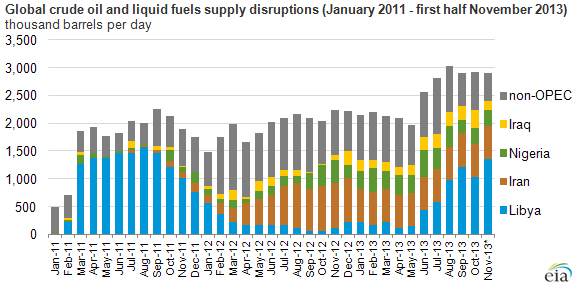 Global crude oil and liquid fuels supply disruptions (January 2011 - first half November 2013)
thousand barrels per day
3,500
3,000
2,500
2,000
1,500
1,000
500
0
non-OPEC
Iraq
Nigeria
Iran
Libya
Jan-11
Feb-11
Mar-11
Apr-11
May-11
Jun-11
Jul-11
Aug-11
Sep-11
Oct-11
Nov-11
Dec-11
Jan-12
Feb-12
Mar-12
Apr-12
May-12
Jun-12
Jul-12
Aug-12
Sep-12
Oct-12
Nov-12
Dec-12
Jan-13
Feb-13
Mar-13
Apr-13
May-13
Jun-13
Jul-13
Aug-13
Sep-13
Oct-13
Nov-13*
eia